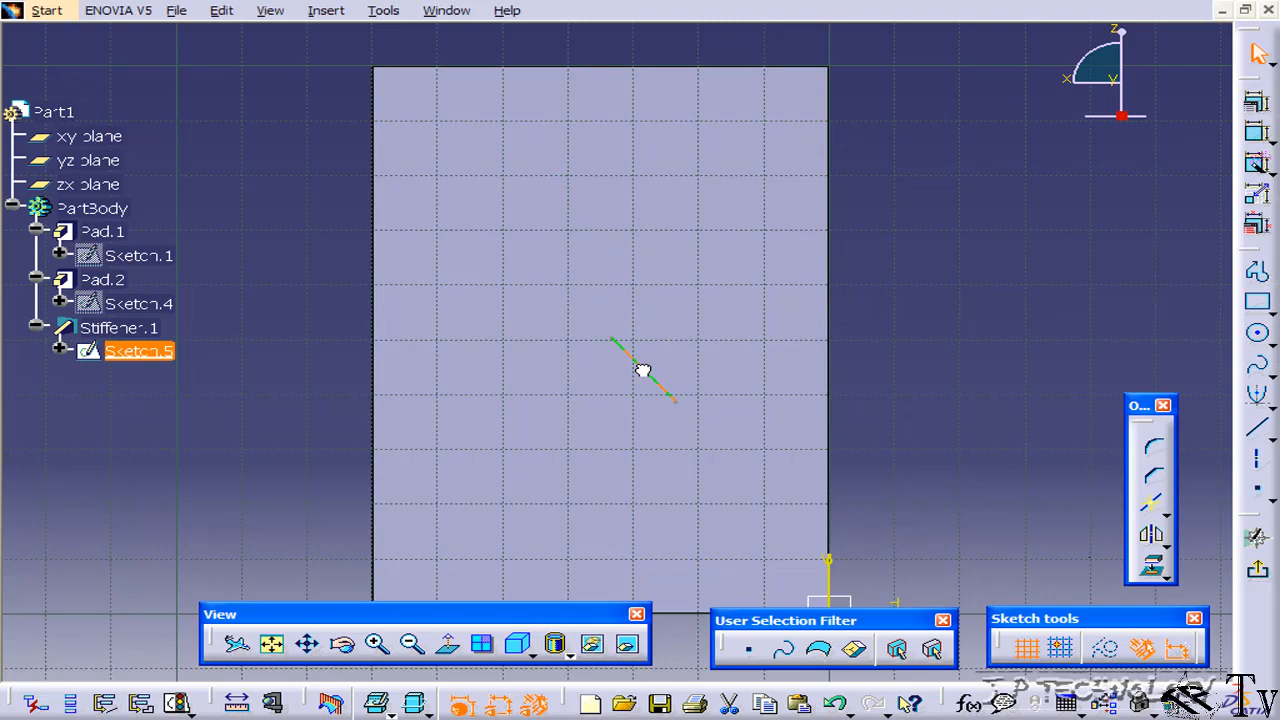 Start ENOVIA V5 File Edit View Insert Tools Window Help
z
x
y
Part1
xy plane
yz plane
zx plane
PartBody
Pad.1
Sketch.1
Pad.2
Sketch.4
Stiffener.1
Sketch.5
O...
View
User Selection Filter
Sketch tools
f(x)
Tv